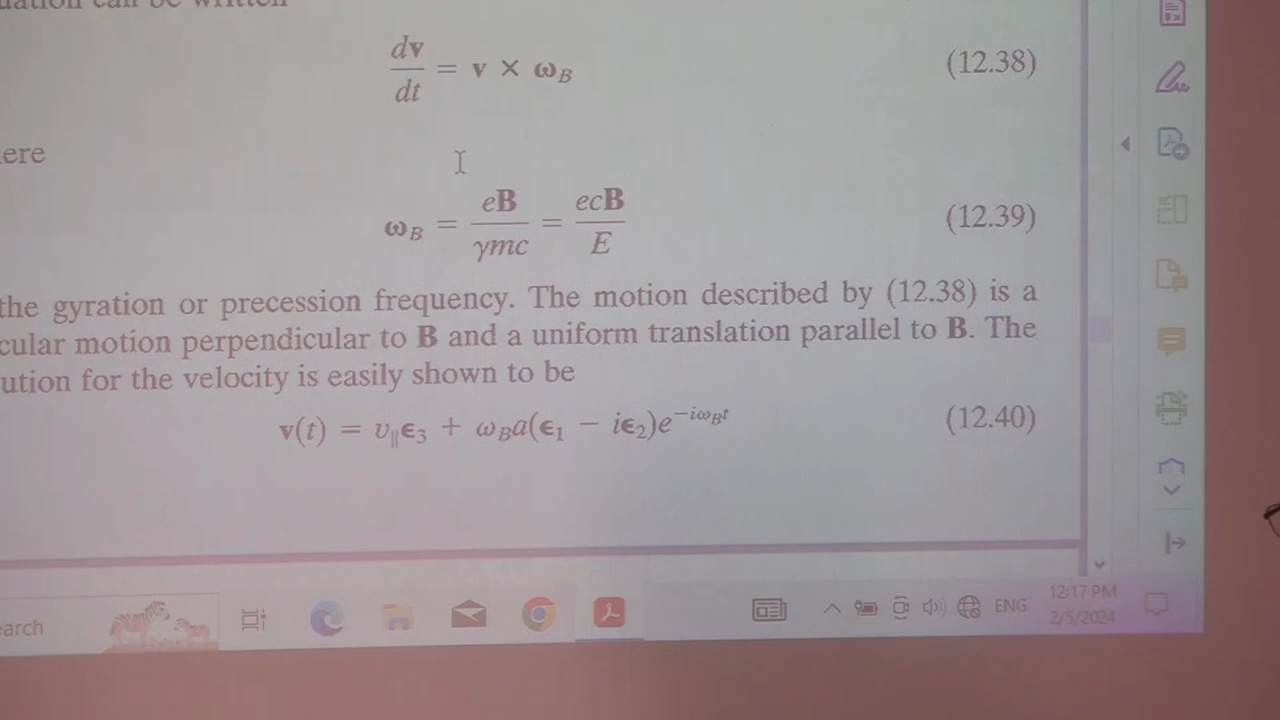 can be written
dv/dt = v × ω_B (12.38)
ere
ω_B = eB/γmc = ecB/E (12.39)
the gyration or precession frequency. The motion described by (12.38) is a
cular motion perpendicular to B and a uniform translation parallel to B. The
ution for the velocity is easily shown to be
v(t) = v_∥ϵ_3 + ω_B a(ϵ_1 − iϵ_2)e^{−iω_B t} (12.40)
earch
ENG
12:17 PM
2/5/2024